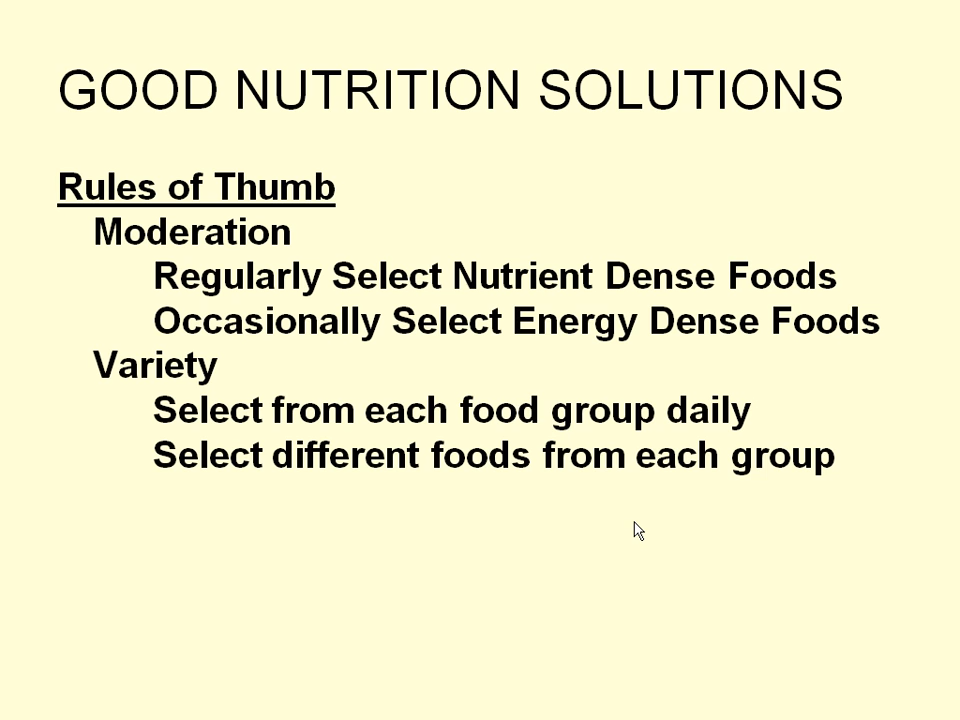 GOOD NUTRITION SOLUTIONS
Rules of Thumb
Moderation
Regularly Select Nutrient Dense Foods
Occasionally Select Energy Dense Foods
Variety
Select from each food group daily
Select different foods from each group